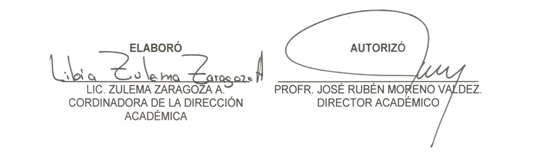 ELABORÓ
Libia Zulema Zaragoza A
LIC. ZULEMA ZARAGOZA A.
CORDINADORA DE LA DIRECCIÓN
ACADÉMICA
AUTORIZÓ
PROFR. JOSÉ RUBÉN MORENO VALDEZ.
DIRECTOR ACADÉMICO